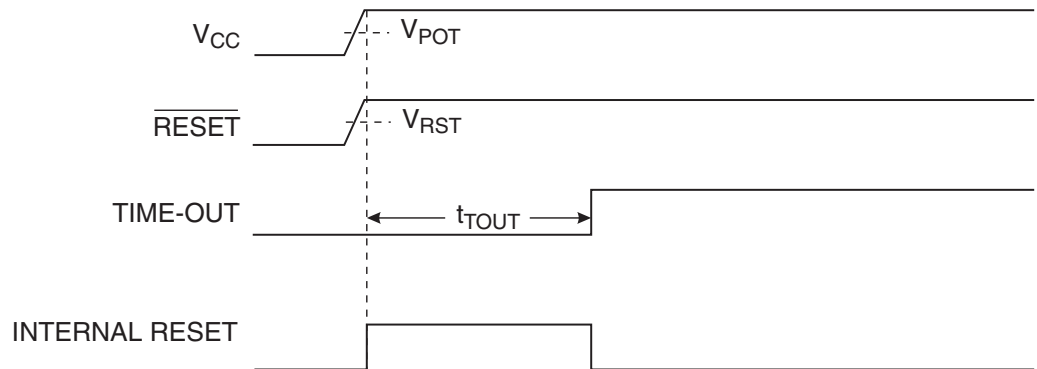 VCC
VPOT
RESET
VRST
TIME-OUT
tTOUT
INTERNAL RESET